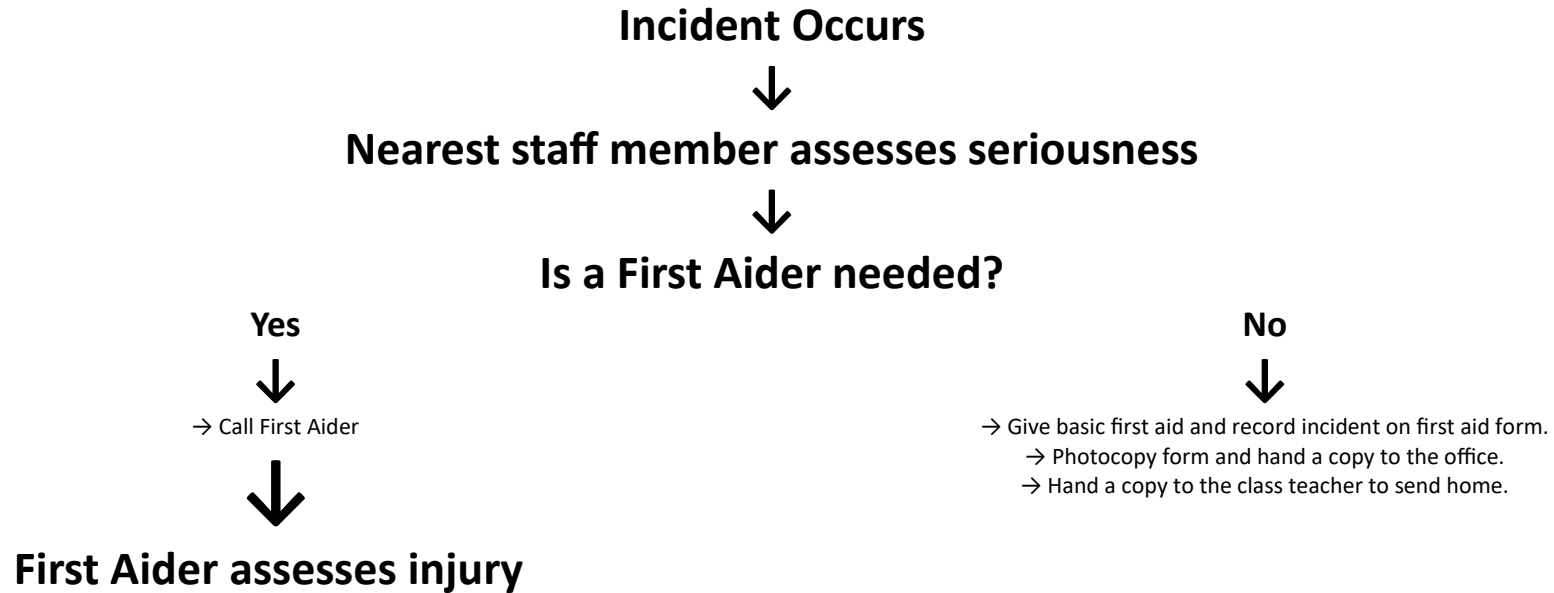 Incident Occurs
↓
Nearest staff member assesses seriousness
↓
Is a First Aider needed?
Yes
↓
→ Call First Aider
↓
First Aider assesses injury
No
↓
→ Give basic first aid and record incident on first aid form.
→ Photocopy form and hand a copy to the office.
→ Hand a copy to the class teacher to send home.